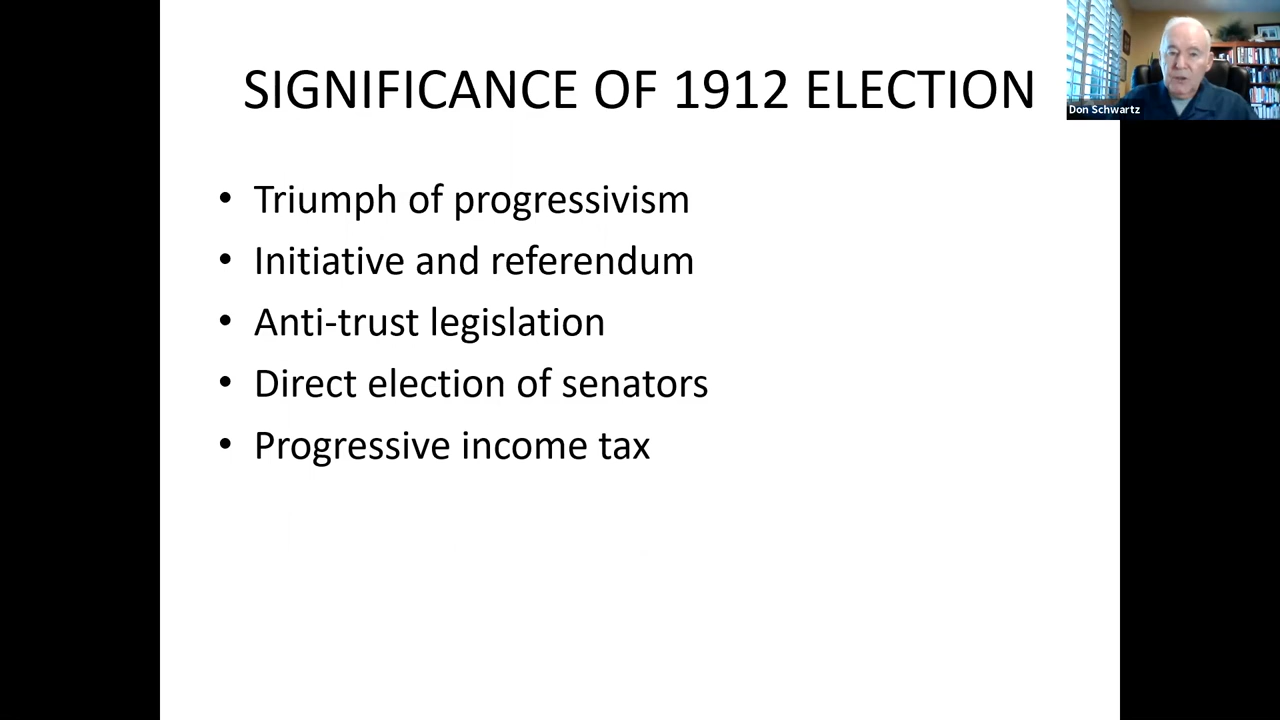 SIGNIFICANCE OF 1912 ELECTION
Don Schwartz
• Triumph of progressivism
• Initiative and referendum
• Anti-trust legislation
• Direct election of senators
• Progressive income tax